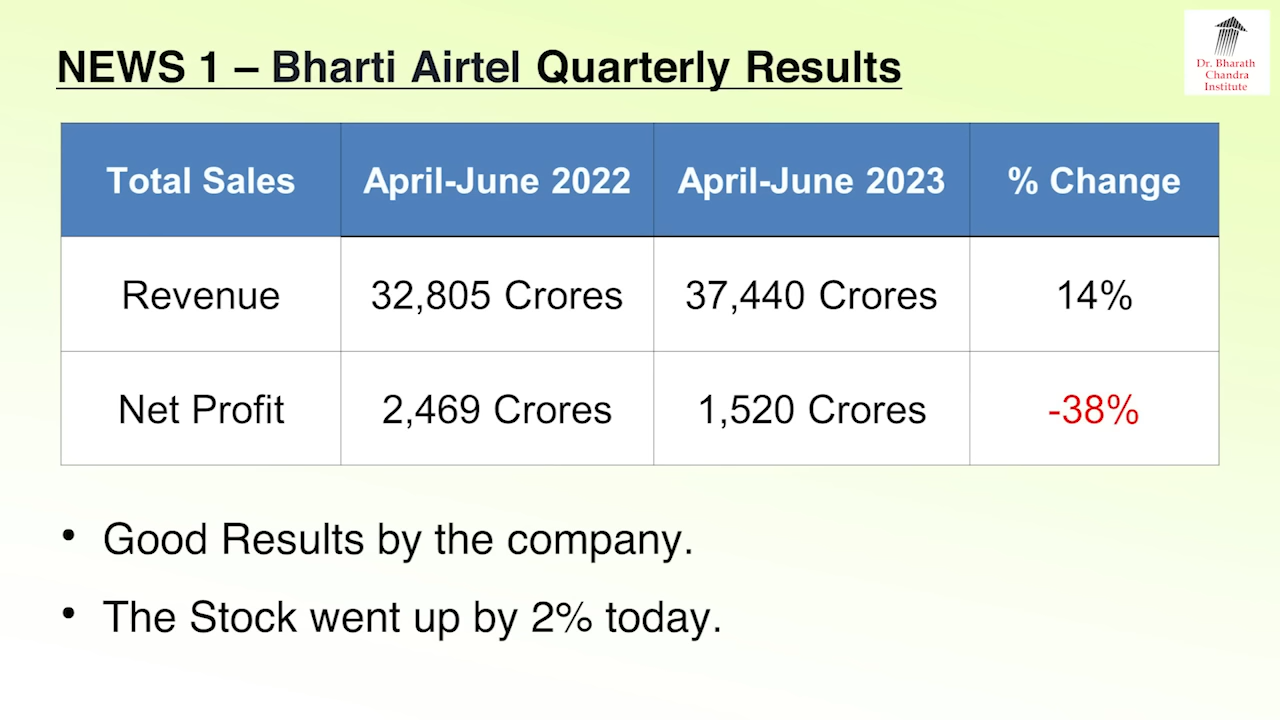 NEWS 1 – Bharti Airtel Quarterly Results
Dr. Bharath
Chandra
Institute
Total Sales April-June 2022 April-June 2023 % Change
Revenue 32,805 Crores 37,440 Crores 14%
Net Profit 2,469 Crores 1,520 Crores -38%
• Good Results by the company.
• The Stock went up by 2% today.